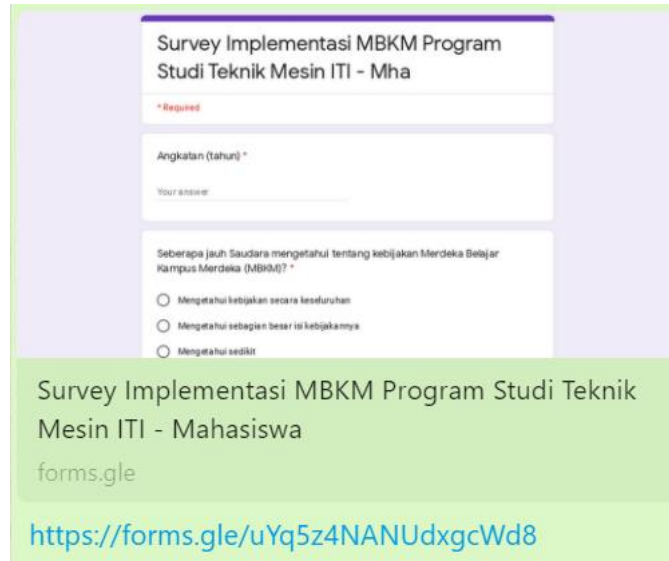 Survey Implementasi MBKM Program
Studi Teknik Mesin ITI - Mha
* Required
Angkatan (tahun) *
Your answer
Seberapa jauh Saudara mengetahui tentang kebijakan Merdeka Belajar
Kampus Merdeka (MBKM)? *
Mengetahui kebijakan secara keseluruhan
Mengetahui sebagian besar isi kebijakannya
Mengetahui sedikit
Survey Implementasi MBKM Program Studi Teknik
Mesin ITI - Mahasiswa
forms.gle
https://forms.gle/uYq5z4NANUdxgcWd8